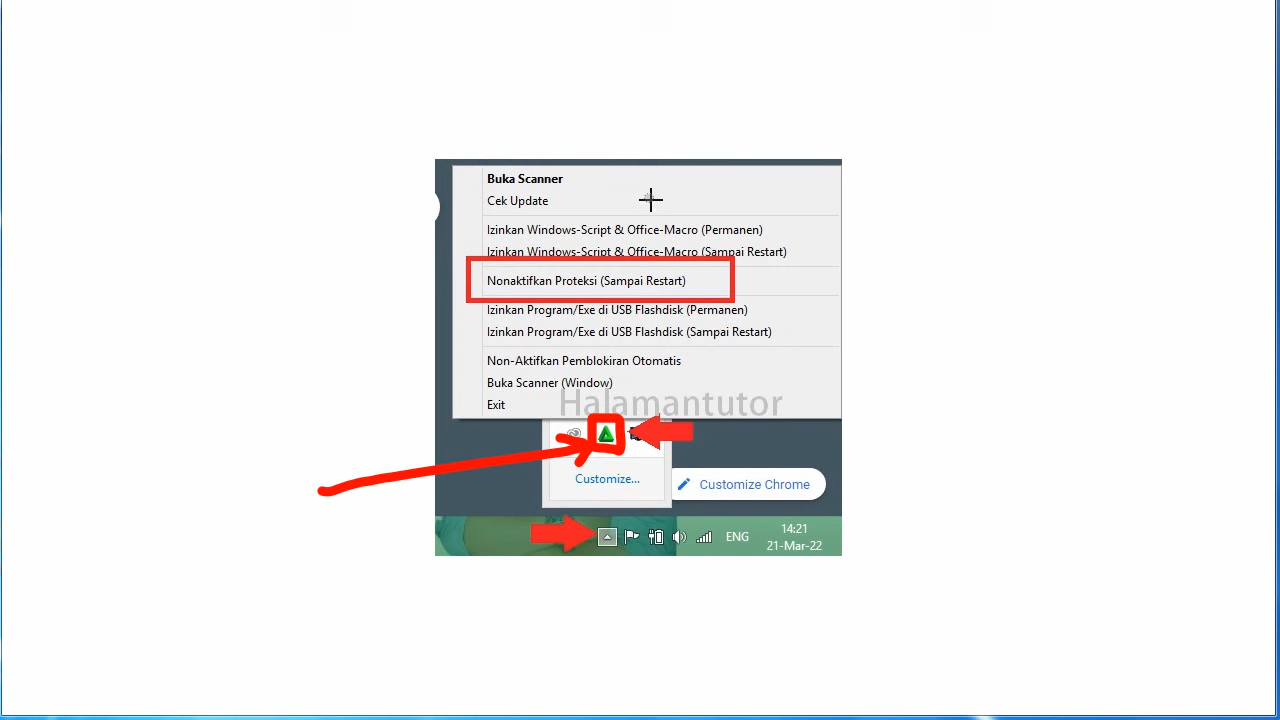 Buka Scanner
Cek Update
Izinkan Windows-Script & Office-Macro (Permanen)
Izinkan Windows-Script & Office-Macro (Sampai Restart)
Nonaktifkan Proteksi (Sampai Restart)
Izinkan Program/Exe di USB Flashdisk (Permanen)
Izinkan Program/Exe di USB Flashdisk (Sampai Restart)
Non-Aktifkan Pemblokiran Otomatis
Buka Scanner (Window)
Exit
Halamantutor
Customize...
Customize Chrome
ENG
14:21
21-Mar-22